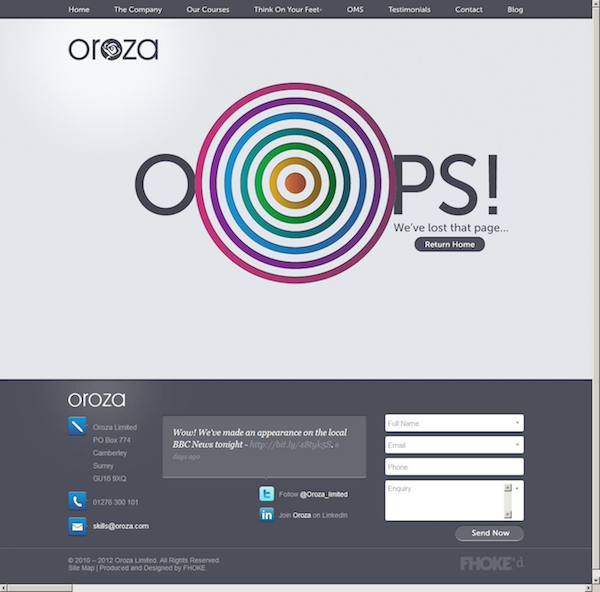 Home The Company Our Courses Think On Your Feet® OMS Testimonials Contact Blog
oroza
O PS!
We've lost that page...
Return Home
oroza
Oroza Limited
PO Box 774
Camberley
Surrey
GU16 9XQ
01276 300 101
skills@oroza.com
Wow! We've made an appearance on the local
BBC News tonight - http://bit.ly/48tyk5S. 8
days ago
Follow @Oroza_limited
Join Oroza on LinkedIn
Full Name *
Email *
Phone
Enquiry *
Send Now
© 2010 – 2012 Oroza Limited. All Rights Reserved.
Site Map | Produced and Designed by FHOKE.
FHOKE'd